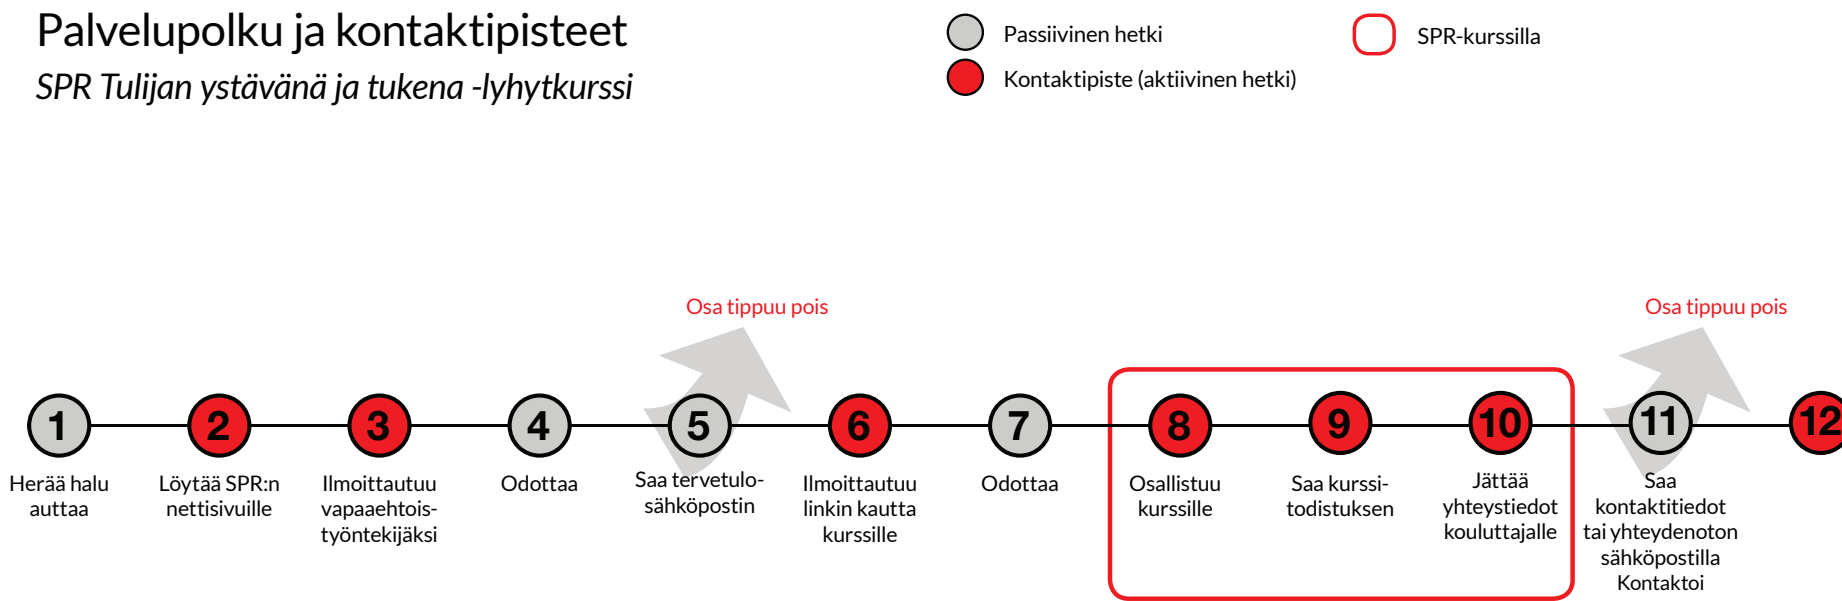 Palvelupolku ja kontaktipisteet
SPR Tulijan ystävänä ja tukena -lyhytkurssi
Passiivinen hetki
Kontaktipiste (aktiivinen hetki)
SPR-kurssilla
Osa tippuu pois
Osa tippuu pois
1
2
3
4
5
6
7
8
9
10
11
12
Herää halu
auttaa
Löytää SPR:n
nettisivuille
Ilmoittautuu
vapaaehtois-
työntekijäksi
Odottaa
Saa tervetulo-
sähköpostin
Ilmoittautuu
linkin kautta
kurssille
Odottaa
Osallistuu
kurssille
Saa kurssi-
todistuksen
Jättää
yhteystiedot
kouluttajalle
Saa
kontaktitiedot
tai yhteydenoton
sähköpostilla
Kontaktoi